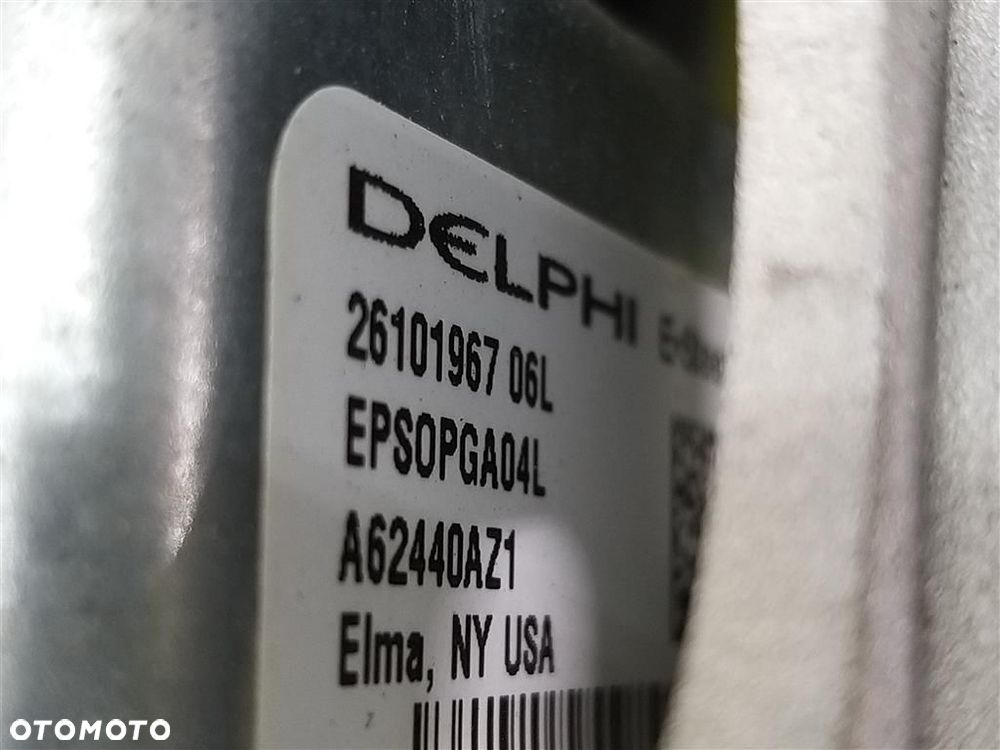 DELPHI
26101967 06L
EPSOPGA04L
A62440AZ1
Elma, NY USA
OTOMOTO